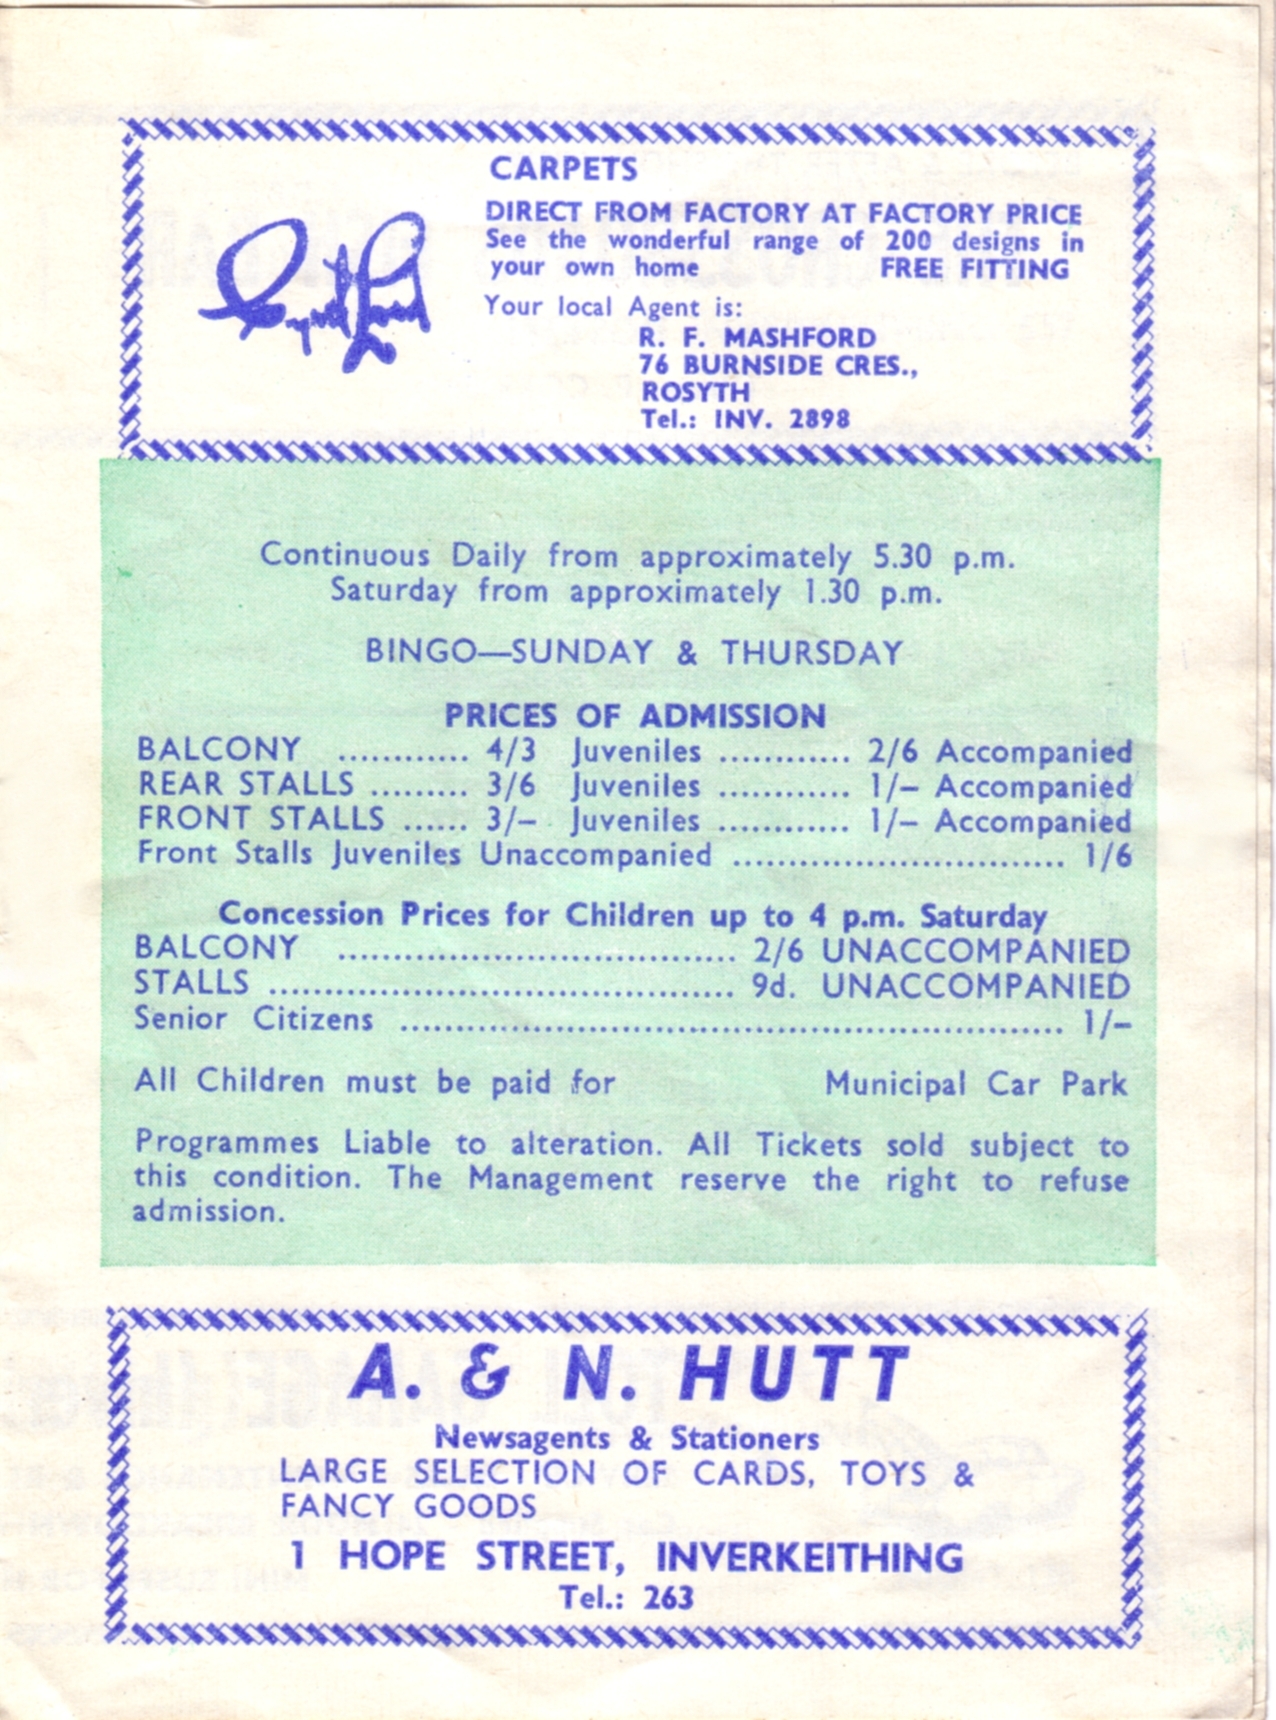 CARPETS
DIRECT FROM FACTORY AT FACTORY PRICE
See the wonderful range of 200 designs in
your own home FREE FITTING
Your local Agent is:
R. F. MASHFORD
76 BURNSIDE CRES.,
ROSYTH
Tel.: INV. 2898
Continuous Daily from approximately 5.30 p.m.
Saturday from approximately 1.30 p.m.
BINGO—SUNDAY & THURSDAY
PRICES OF ADMISSION
BALCONY ............ 4/3 Juveniles ............ 2/6 Accompanied
REAR STALLS ......... 3/6 Juveniles ............ 1/– Accompanied
FRONT STALLS ...... 3/– Juveniles ............ 1/– Accompanied
Front Stalls Juveniles Unaccompanied .............................. 1/6
Concession Prices for Children up to 4 p.m. Saturday
BALCONY .................................... 2/6 UNACCOMPANIED
STALLS .......................................... 9d. UNACCOMPANIED
Senior Citizens ............................................................ 1/–
All Children must be paid for Municipal Car Park
Programmes Liable to alteration. All Tickets sold subject to
this condition. The Management reserve the right to refuse
admission.
A. & N. HUTT
Newsagents & Stationers
LARGE SELECTION OF CARDS, TOYS &
FANCY GOODS
1 HOPE STREET, INVERKEITHING
Tel.: 263